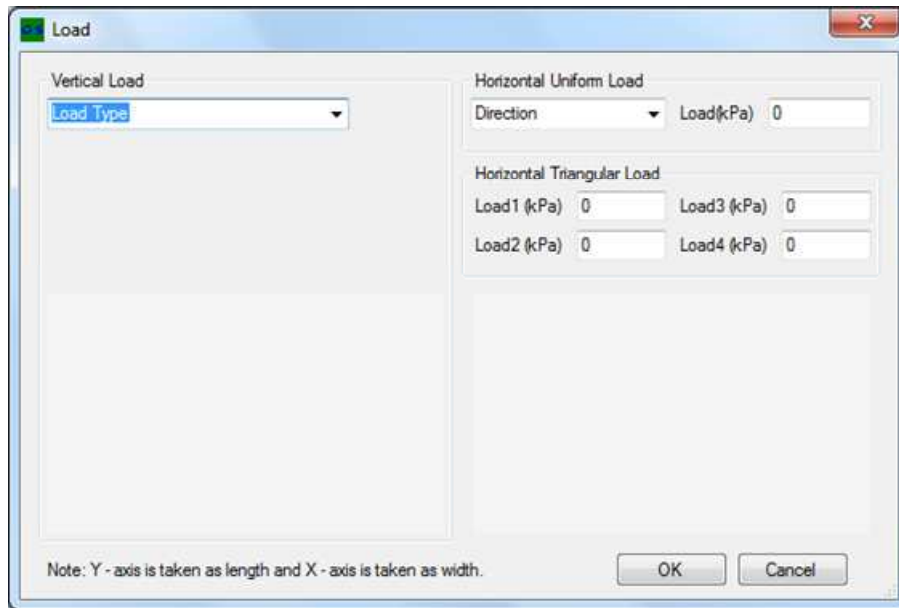 Load
Vertical Load
Load Type
Horizontal Uniform Load
Direction Load(kPa) 0
Horizontal Triangular Load
Load1 (kPa) 0 Load3 (kPa) 0
Load2 (kPa) 0 Load4 (kPa) 0
Note: Y - axis is taken as length and X - axis is taken as width.
OK Cancel